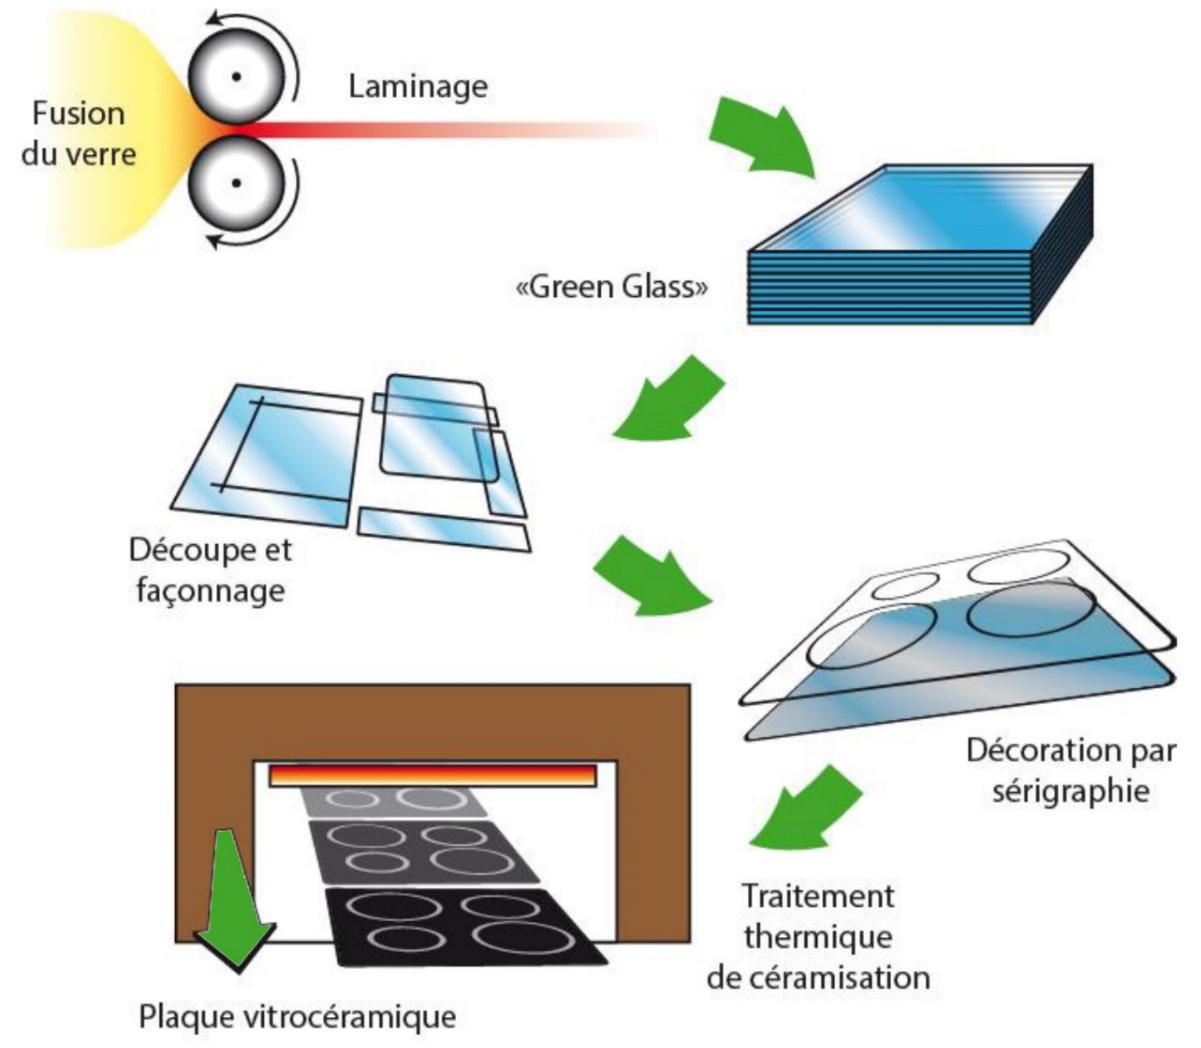 Fusion
du verre
Laminage
«Green Glass»
Découpe et
façonnage
Décoration par
sérigraphie
Traitement
thermique
de céramisation
Plaque vitrocéramique